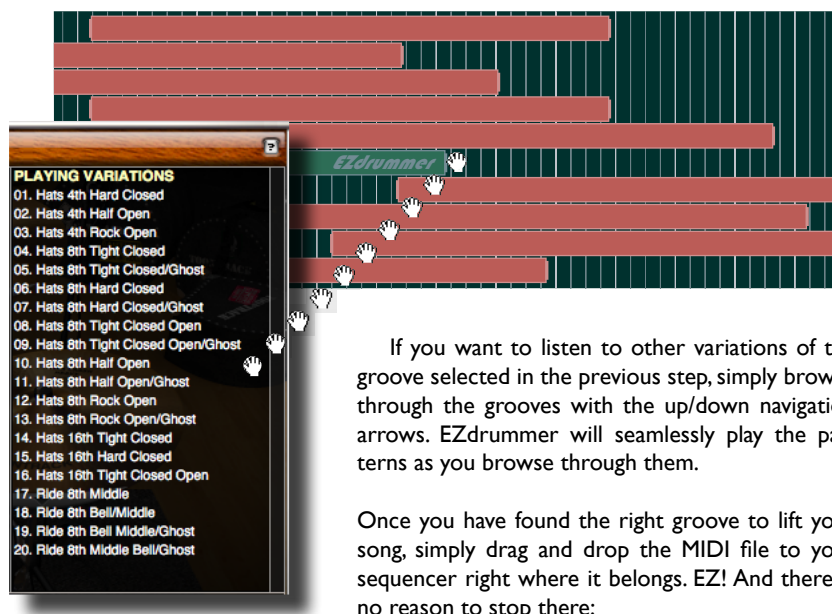 EZdrummer
?
PLAYING VARIATIONS
01. Hats 4th Hard Closed
02. Hats 4th Half Open
03. Hats 4th Rock Open
04. Hats 8th Tight Closed
05. Hats 8th Tight Closed/Ghost
06. Hats 8th Hard Closed
07. Hats 8th Hard Closed/Ghost
08. Hats 8th Tight Closed Open
09. Hats 8th Tight Closed Open/Ghost
10. Hats 8th Half Open
11. Hats 8th Half Open/Ghost
12. Hats 8th Rock Open
13. Hats 8th Rock Open/Ghost
14. Hats 16th Tight Closed
15. Hats 16th Hard Closed
16. Hats 16th Tight Closed Open
17. Ride 8th Middle
18. Ride 8th Bell/Middle
19. Ride 8th Bell Middle/Ghost
20. Ride 8th Middle Bell/Ghost
If you want to listen to other variations of t
groove selected in the previous step, simply brow
through the grooves with the up/down navigati
arrows. EZdrummer will seamlessly play the pa
terns as you browse through them.
Once you have found the right groove to lift yo
song, simply drag and drop the MIDI file to yo
sequencer right where it belongs. EZ! And there
no reason to stop there: